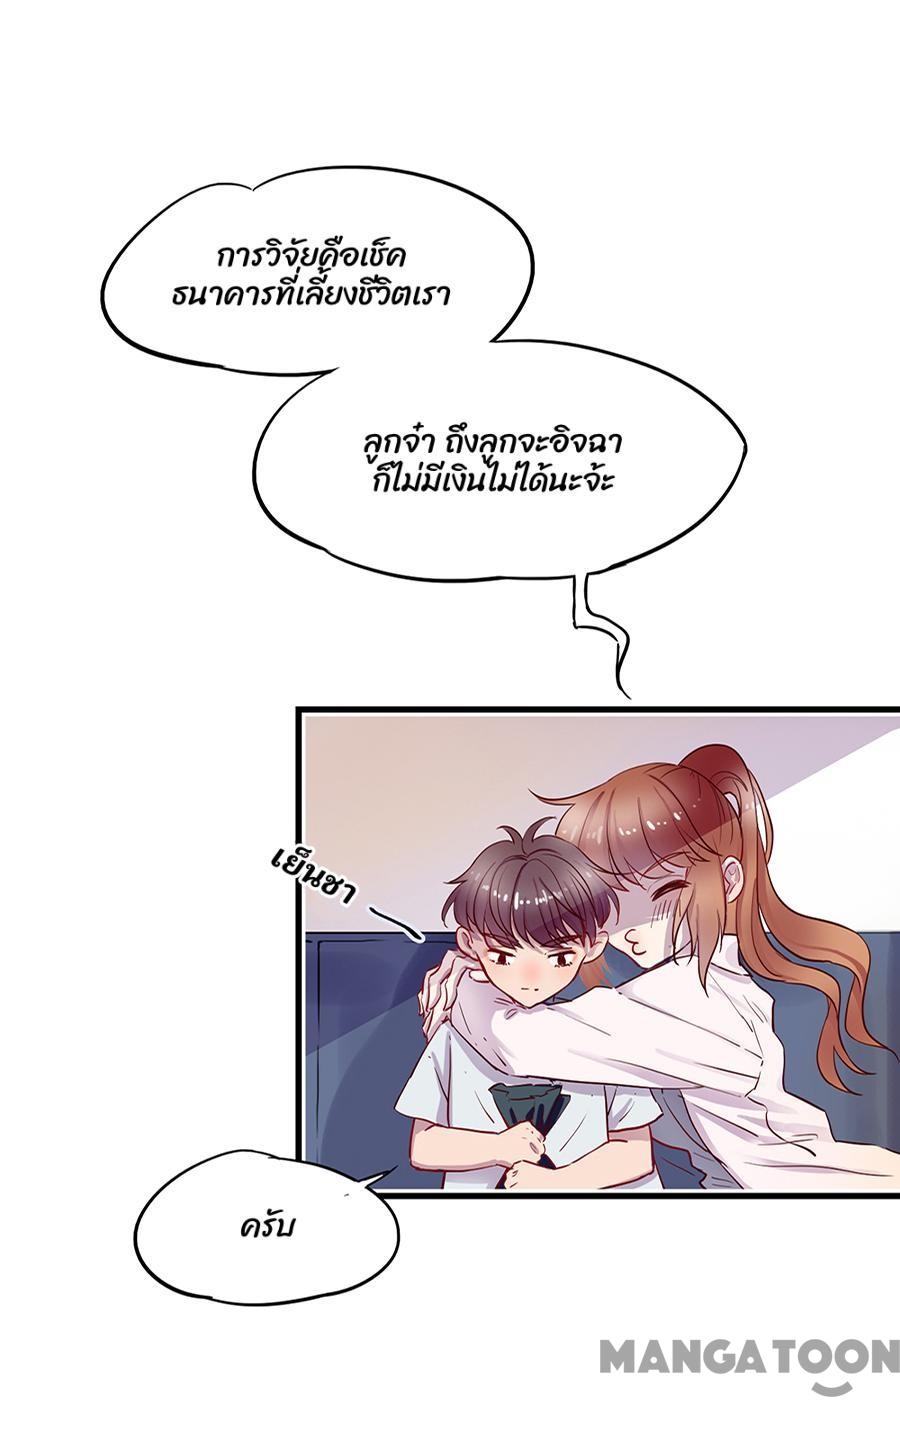 การวิจัยคือเช็ค
ธนาคารที่เลี้ยงชีวิตเรา
ลูกจ๋า ถึงลูกจะอิจฉา
ก็ไม่มีเงินไม่ได้นะจ้ะ
เย็นชา
ครับ
MANGATOON